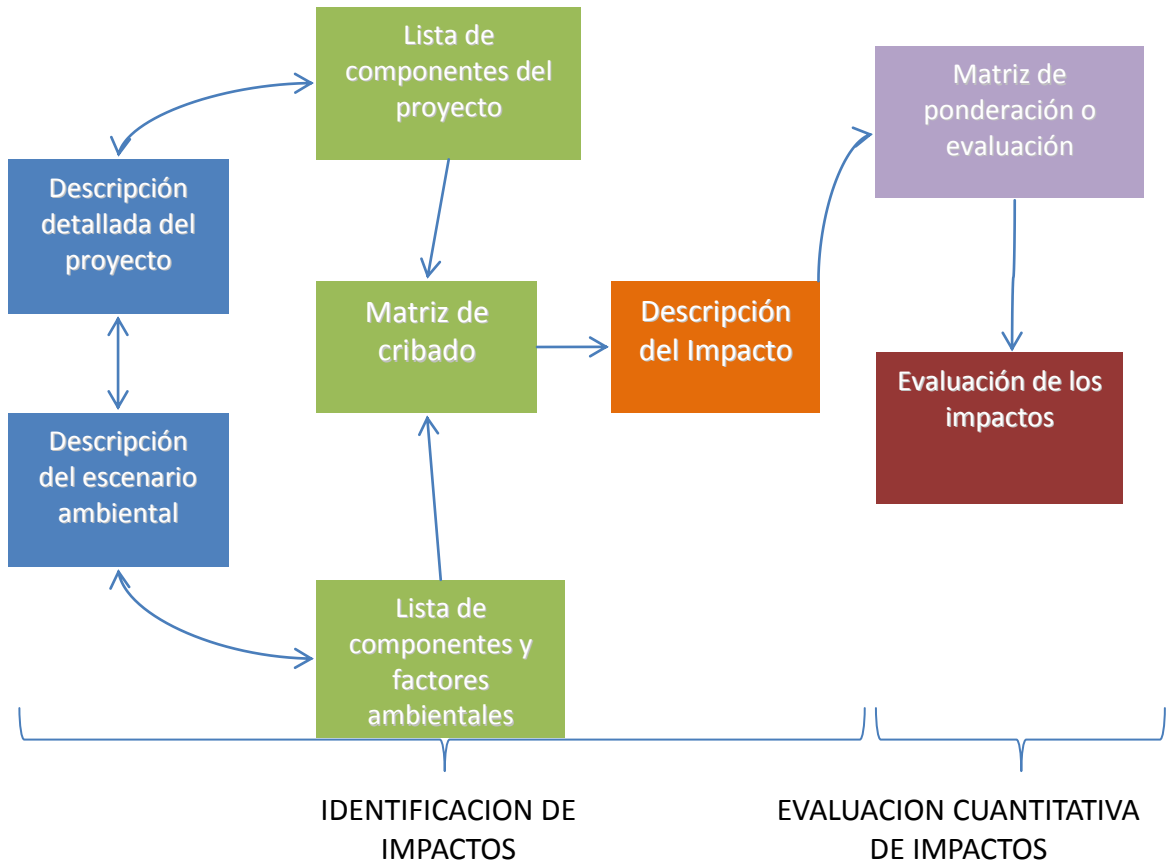 Lista de
componentes del
proyecto
Matriz de
ponderación o
evaluación
Descripción
detallada del
proyecto
Matriz de
cribado
Descripción
del Impacto
Evaluación de los
impactos
Descripción
del escenario
ambiental
Lista de
componentes y
factores
ambientales
IDENTIFICACION DE
IMPACTOS
EVALUACION CUANTITATIVA
DE IMPACTOS